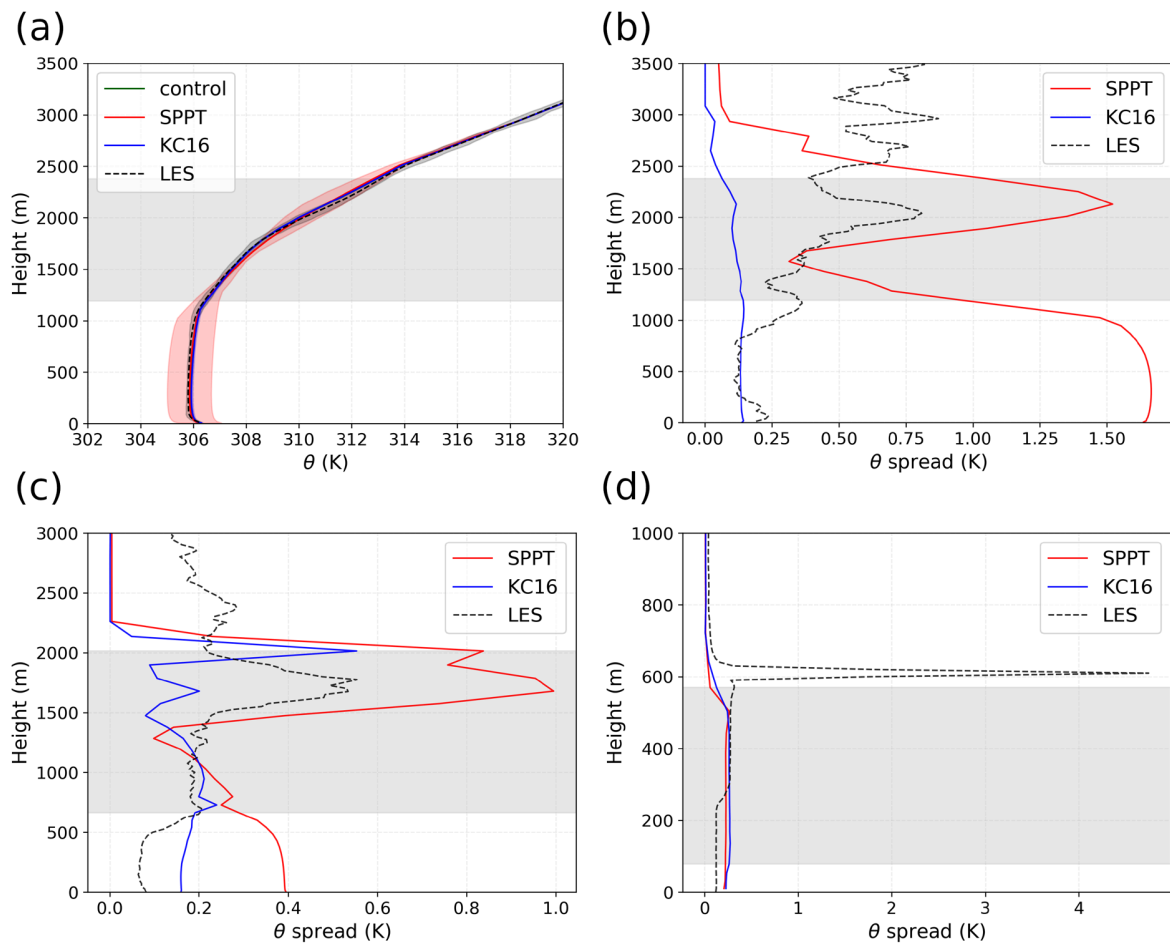 (a)
3500
3000
2500
2000
1500
1000
500
0
Height (m)
302 304 306 308 310 312 314 316 318 320
θ (K)
control
SPPT
KC16
LES
(b)
3500
3000
2500
2000
1500
1000
500
0
Height (m)
0.00 0.25 0.50 0.75 1.00 1.25 1.50
θ spread (K)
SPPT
KC16
LES
(c)
3000
2500
2000
1500
1000
500
0
Height (m)
0.0 0.2 0.4 0.6 0.8 1.0
θ spread (K)
SPPT
KC16
LES
(d)
1000
800
600
400
200
0
Height (m)
0 1 2 3 4
θ spread (K)
SPPT
KC16
LES